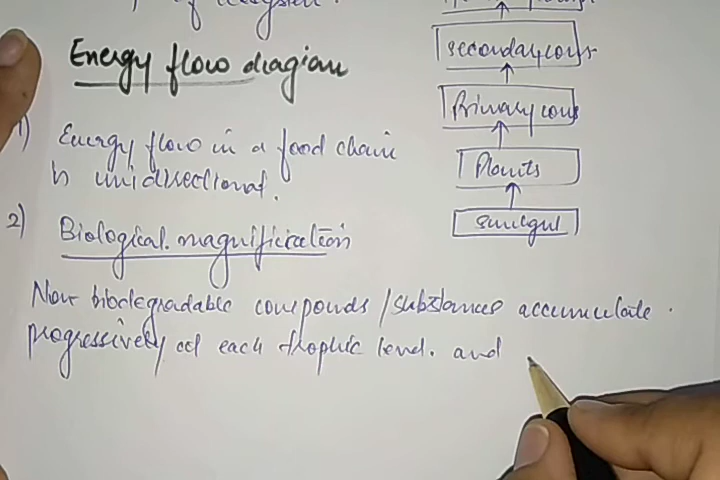 Energy flow diagram
1) Energy flow in a food chain
is unidirectional.
2) Biological magnification
Non biodegradable compounds / substances accumulate
progressively at each trophic level. and
secondary cons
Primary cons
Plants
sunlight